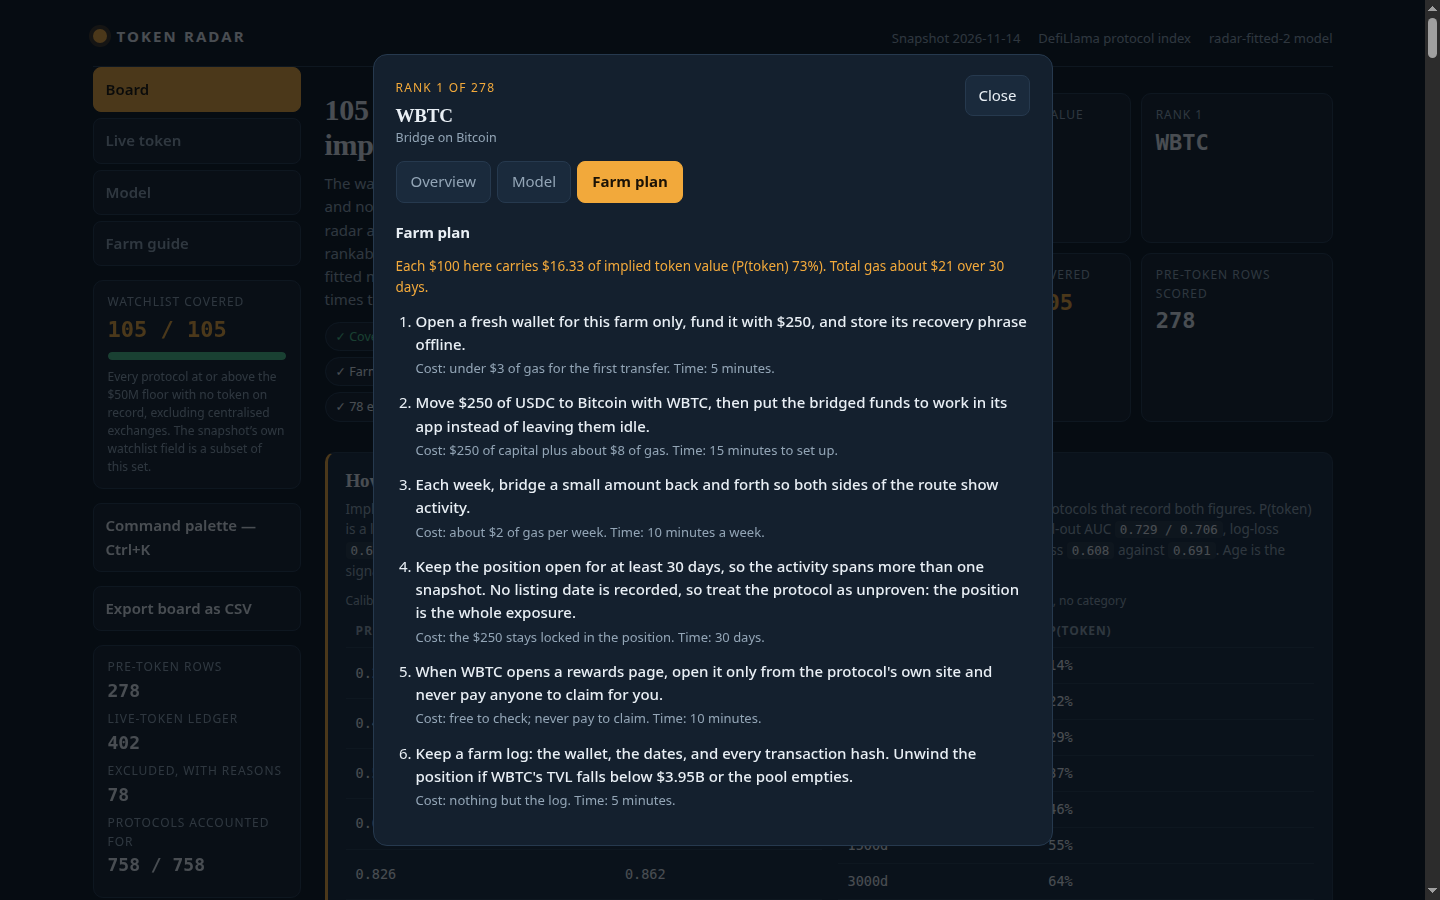 TOKEN RADAR
Snapshot 2026-11-14 DefiLlama protocol index radar-fitted-2 model
Board
Live token
Model
Farm guide
WATCHLIST COVERED
105 / 105
Every protocol at or above the
$50M floor with no token on
record, excluding centralised
exchanges. The snapshot's own
watchlist field is a subset of
this set.
Command palette —
Ctrl+K
Export board as CSV
PRE-TOKEN ROWS
278
LIVE-TOKEN LEDGER
402
EXCLUDED, WITH REASONS
78
PROTOCOLS ACCOUNTED
FOR
758 / 758
105
The wa
and no
radar a
rankab
fitted m
times t
✓ Cov
✓ Farm
✓ 78 e
RANK 1
WBTC
PRE-TOKEN ROWS
SCORED
278
RANK 1 OF 278
WBTC
Bridge on Bitcoin
Close
Overview
Model
Farm plan
Farm plan
Each $100 here carries $16.33 of implied token value (P(token) 73%). Total gas about $21 over 30
days.
1. Open a fresh wallet for this farm only, fund it with $250, and store its recovery phrase
offline.
Cost: under $3 of gas for the first transfer. Time: 5 minutes.
2. Move $250 of USDC to Bitcoin with WBTC, then put the bridged funds to work in its
app instead of leaving them idle.
Cost: $250 of capital plus about $8 of gas. Time: 15 minutes to set up.
3. Each week, bridge a small amount back and forth so both sides of the route show
activity.
Cost: about $2 of gas per week. Time: 10 minutes a week.
4. Keep the position open for at least 30 days, so the activity spans more than one
snapshot. No listing date is recorded, so treat the protocol as unproven: the position
is the whole exposure.
Cost: the $250 stays locked in the position. Time: 30 days.
5. When WBTC opens a rewards page, open it only from the protocol's own site and
never pay anyone to claim for you.
Cost: free to check; never pay to claim. Time: 10 minutes.
6. Keep a farm log: the wallet, the dates, and every transaction hash. Unwind the
position if WBTC's TVL falls below $3.95B or the pool empties.
Cost: nothing but the log. Time: 5 minutes.
otocols that record both figures. P(token)
d-out AUC 0.729 / 0.706 , log-loss
ss 0.608 against 0.691 . Age is the
, no category
P(TOKEN)
14%
22%
29%
37%
46%
55%
0.826 0.862 3000d 64%